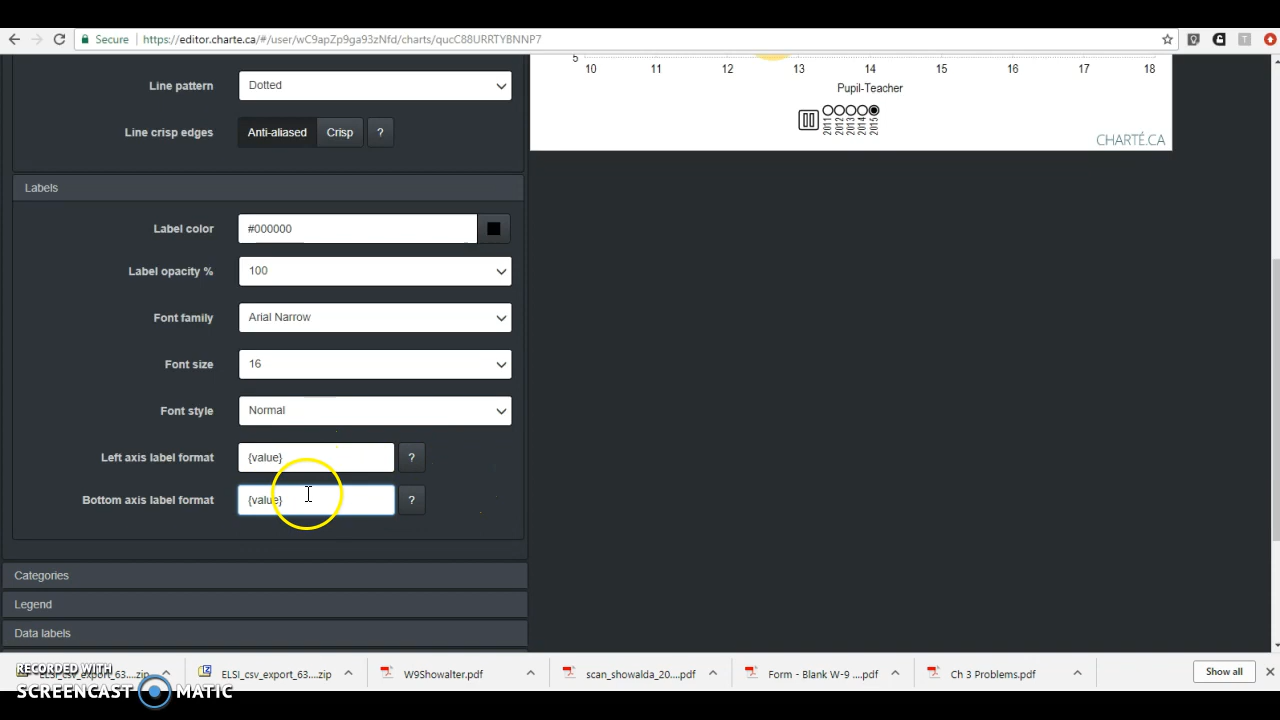 Secure https://editor.charte.ca/#/user/wC9apZp9ga93zNfd/charts/qucC88URRTYBNNP7
Line pattern Dotted
Line crisp edges Anti-aliased Crisp ?
Labels
Label color #000000
Label opacity % 100
Font family Arial Narrow
Font size 16
Font style Normal
Left axis label format {value} ?
Bottom axis label format {value} ?
Categories
Legend
Data labels
5
10 11 12 13 14 15 16 17 18
Pupil-Teacher
2011 2012 2013 2014 2015
CHARTÉ.CA
ELSI_csv_export_63....zip ELSI_csv_export_63....zip W9Showalter.pdf scan_showalda_20....pdf Form - Blank W-9 ....pdf Ch 3 Problems.pdf Show all
RECORDED WITH
SCREENCAST MATIC